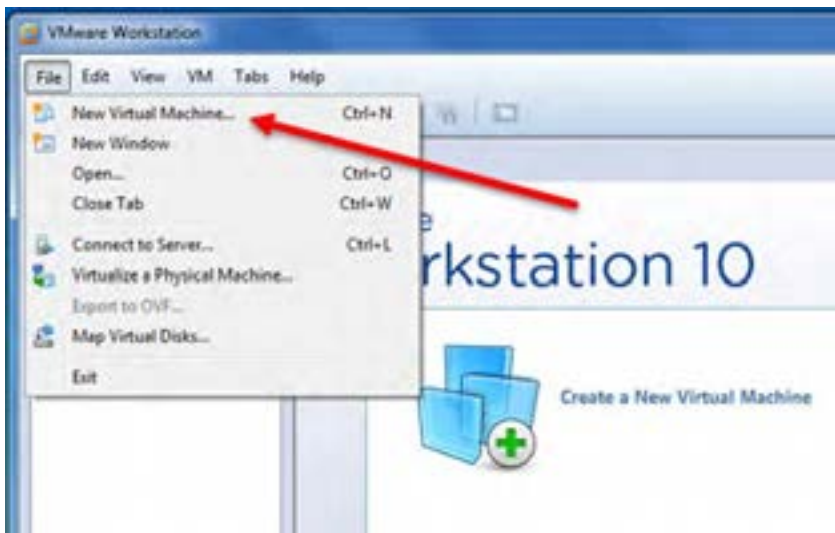 VMware Workstation
File Edit View VM Tabs Help
New Virtual Machine... Ctrl+N
New Window
Open... Ctrl+O
Close Tab Ctrl+W
Connect to Server... Ctrl+L
Virtualize a Physical Machine...
Export to OVF...
Map Virtual Disks...
Exit
e
rkstation 10
Create a New Virtual Machine